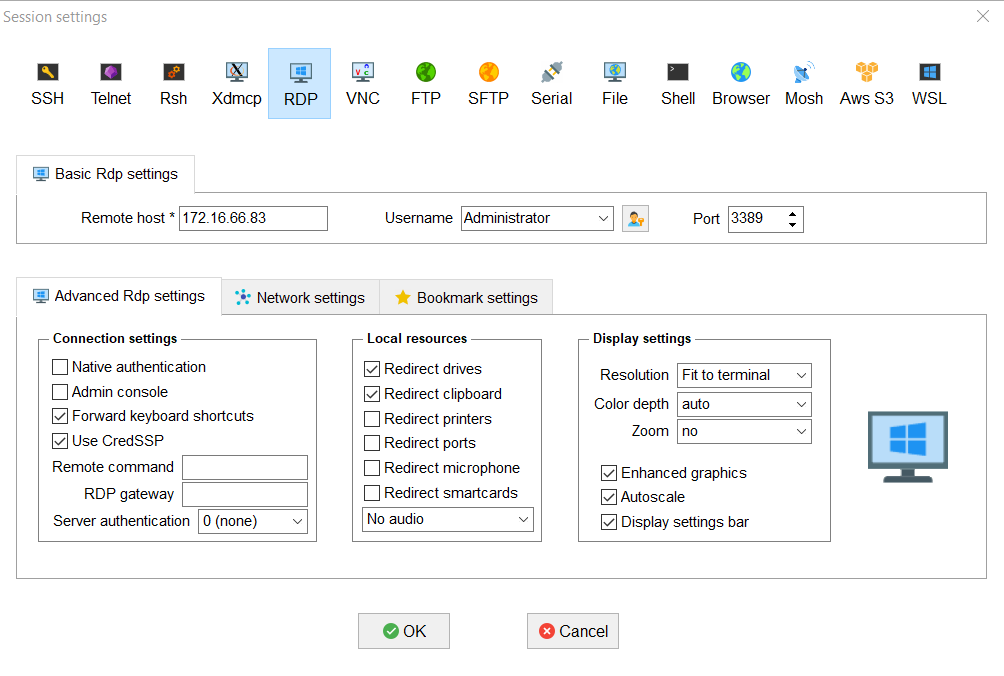 Session settings
SSH Telnet Rsh Xdmcp RDP VNC FTP SFTP Serial File Shell Browser Mosh Aws S3 WSL
Basic Rdp settings
Remote host * 172.16.66.83 Username Administrator Port 3389
Advanced Rdp settings Network settings Bookmark settings
Connection settings
Native authentication
Admin console
Forward keyboard shortcuts
Use CredSSP
Remote command
RDP gateway
Server authentication 0 (none)
Local resources
Redirect drives
Redirect clipboard
Redirect printers
Redirect ports
Redirect microphone
Redirect smartcards
No audio
Display settings
Resolution Fit to terminal
Color depth auto
Zoom no
Enhanced graphics
Autoscale
Display settings bar
OK Cancel